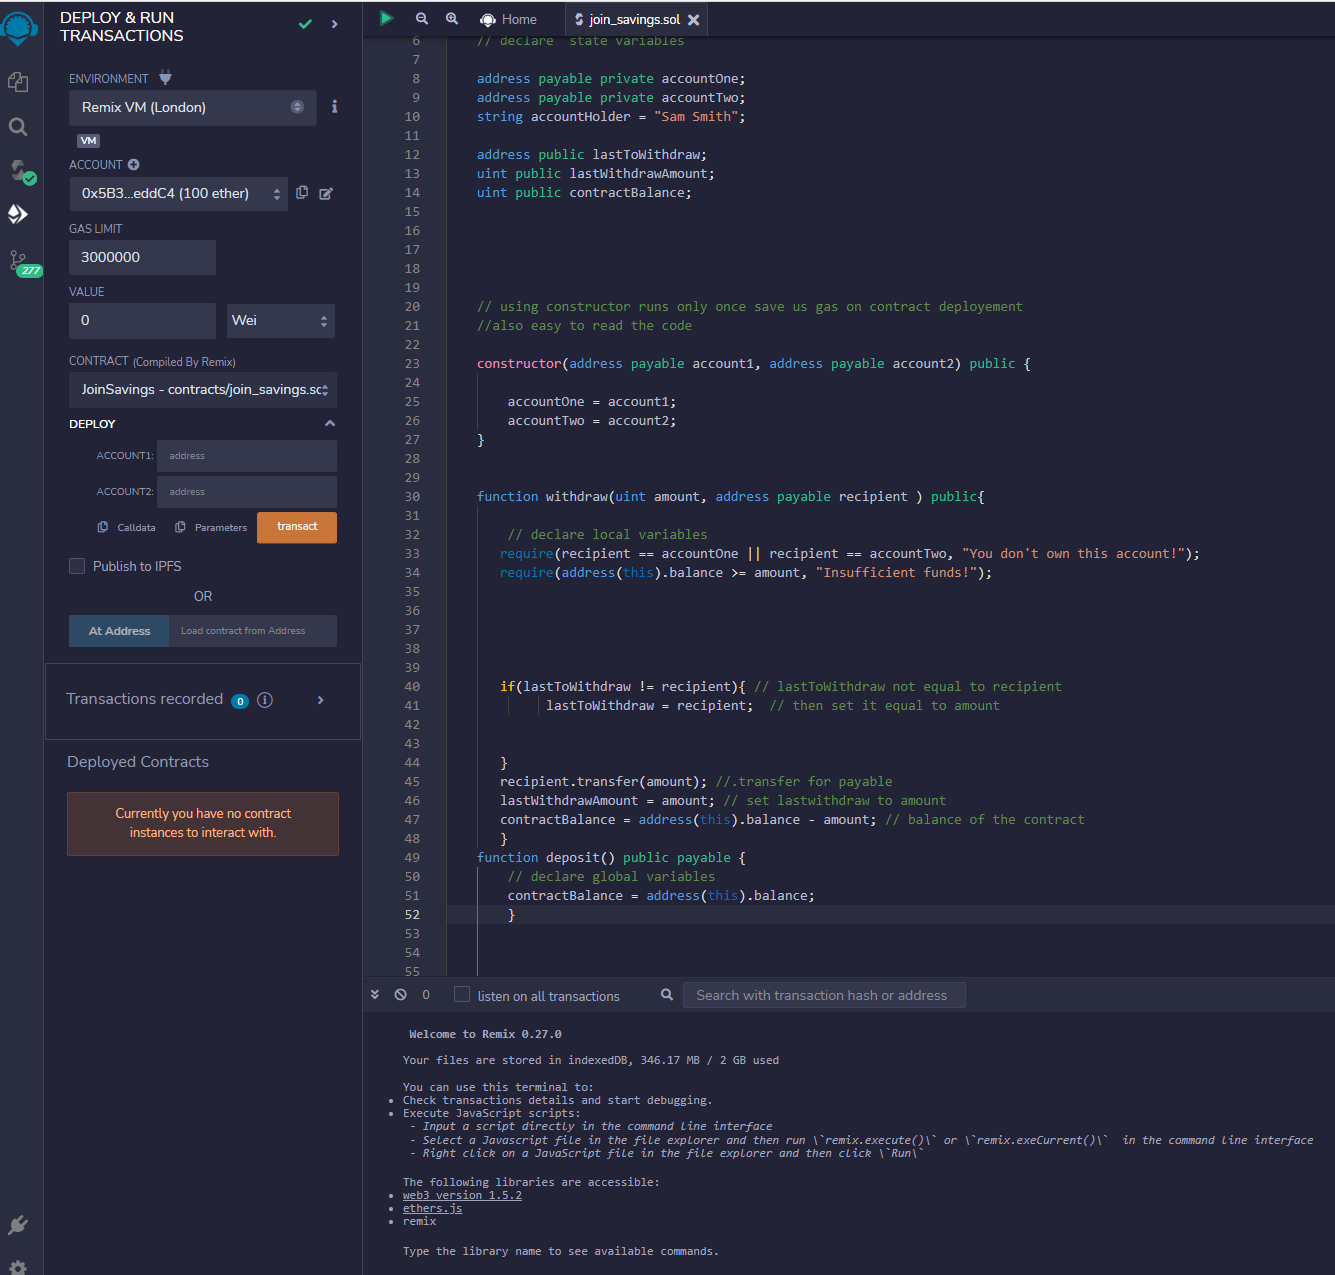 DEPLOY & RUN
TRANSACTIONS
ENVIRONMENT
Remix VM (London)
VM
ACCOUNT
0x5B3...eddC4 (100 ether)
GAS LIMIT
3000000
VALUE
0
Wei
CONTRACT (Compiled By Remix)
JoinSavings - contracts/join_savings.sc
DEPLOY
ACCOUNT1: address
ACCOUNT2: address
Calldata Parameters transact
Publish to IPFS
OR
At Address Load contract from Address
Transactions recorded 0 i
Deployed Contracts
Currently you have no contract
instances to interact with.
277
Home join_savings.sol
6 // declare  state variables
7
8 address payable private accountOne;
9 address payable private accountTwo;
10 string accountHolder = "Sam Smith";
11
12 address public lastToWithdraw;
13 uint public lastWithdrawAmount;
14 uint public contractBalance;
15
16
17
18
19
20 // using constructor runs only once save us gas on contract deployement
21 //also easy to read the code
22
23 constructor(address payable account1, address payable account2) public {
24
25 accountOne = account1;
26 accountTwo = account2;
27 }
28
29
30 function withdraw(uint amount, address payable recipient ) public{
31
32 // declare local variables
33 require(recipient == accountOne || recipient == accountTwo, "You don't own this account!");
34 require(address(this).balance >= amount, "Insufficient funds!");
35
36
37
38
39
40 if(lastToWithdraw != recipient){ // lastToWithdraw not equal to recipient
41 lastToWithdraw = recipient;  // then set it equal to amount
42
43
44 }
45 recipient.transfer(amount); //.transfer for payable
46 lastWithdrawAmount = amount; // set lastwithdraw to amount
47 contractBalance = address(this).balance - amount; // balance of the contract
48 }
49 function deposit() public payable {
50 // declare global variables
51 contractBalance = address(this).balance;
52 }
53
54
55
0 listen on all transactions Search with transaction hash or address
Welcome to Remix 0.27.0
Your files are stored in indexedDB, 346.17 MB / 2 GB used
You can use this terminal to:
• Check transactions details and start debugging.
• Execute JavaScript scripts:
- Input a script directly in the command line interface
- Select a Javascript file in the file explorer and then run \`remix.execute()\` or \`remix.exeCurrent()\`  in the command line interface
- Right click on a JavaScript file in the file explorer and then click \`Run\`
The following libraries are accessible:
• web3 version 1.5.2
• ethers.js
• remix
Type the library name to see available commands.